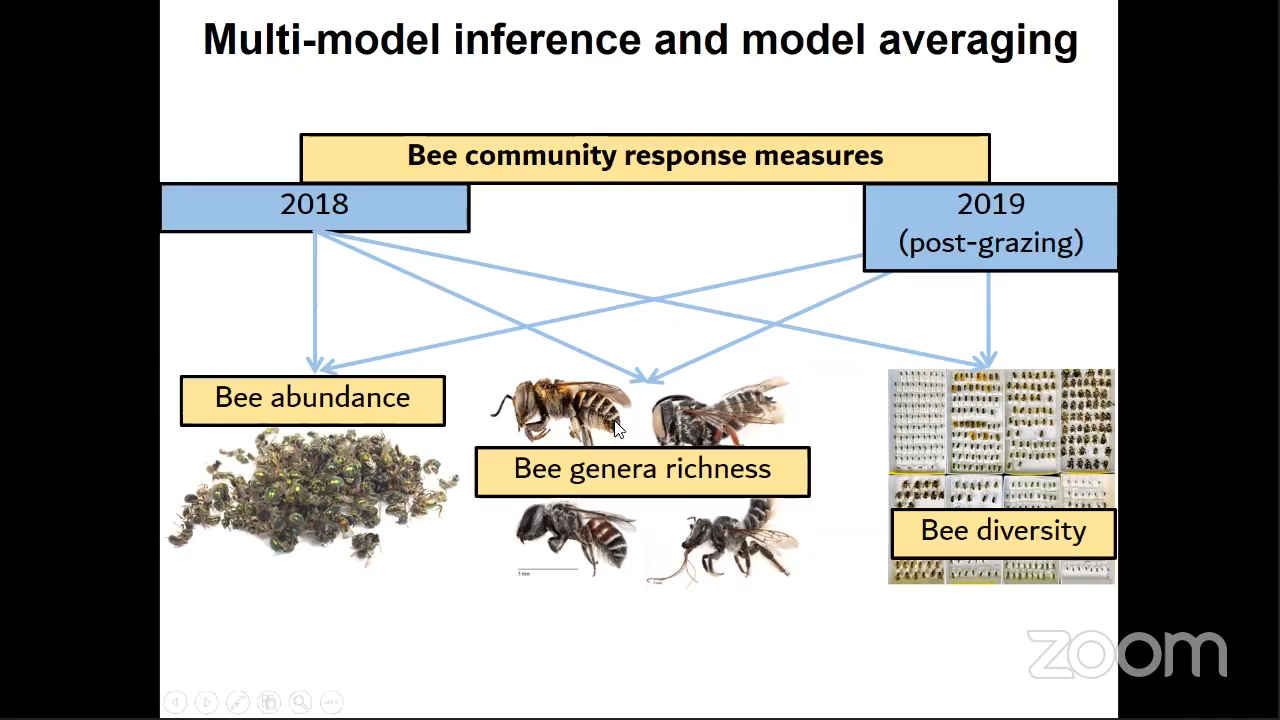 Multi-model inference and model averaging
Bee community response measures
2018
2019
(post-grazing)
Bee abundance
Bee genera richness
Bee diversity
zoom